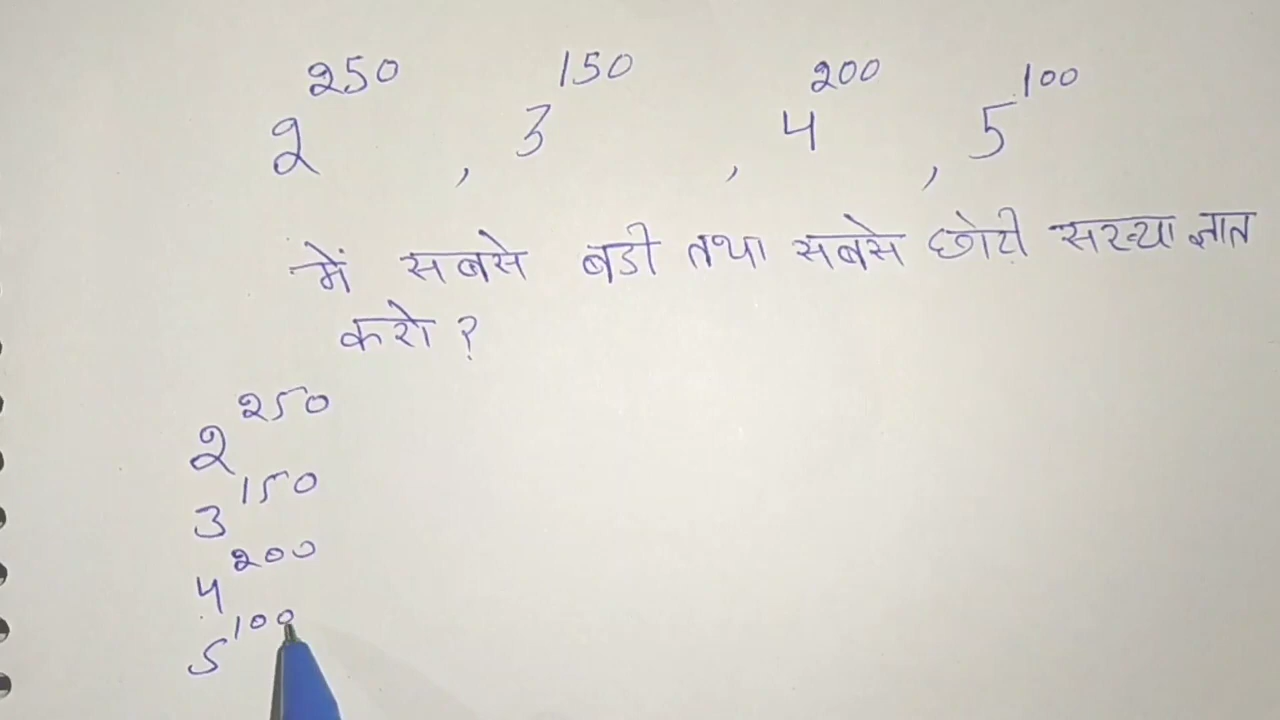 2^250 , 3^150 , 4^200 , 5^100
में सबसे बडी तथा सबसे छोटी सख्या ज्ञात
करो ?
2^250
3^150
4^200
5^100